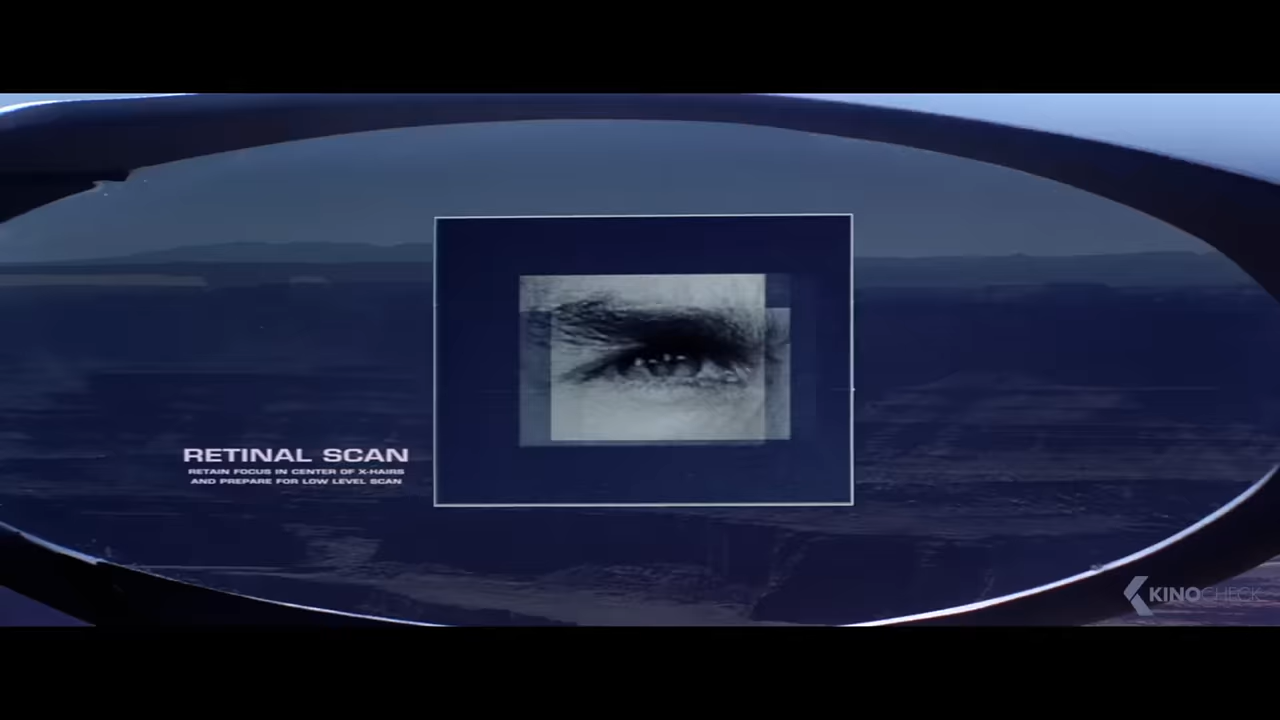 RETINAL SCAN
RETAIN FOCUS IN CENTER OF X-HAIRS
AND PREPARE FOR LOW LEVEL SCAN
KINOCHECK